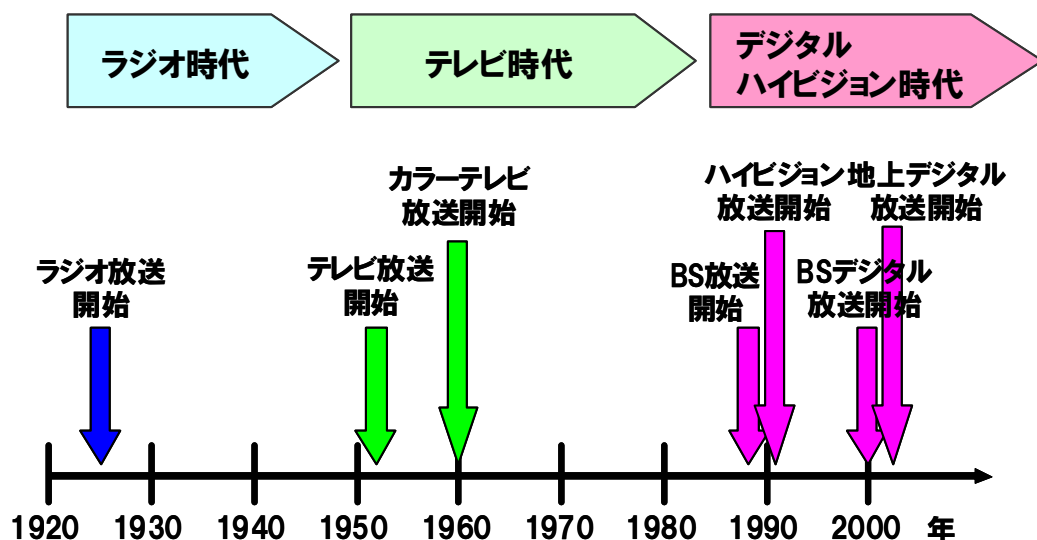 ラジオ時代
テレビ時代
デジタル
ハイビジョン時代
カラーテレビ
放送開始
ハイビジョン
放送開始
地上デジタル
放送開始
ラジオ放送
開始
テレビ放送
開始
BS放送
開始
BSデジタル
放送開始
1920 1930 1940 1950 1960 1970 1980 1990 2000 年